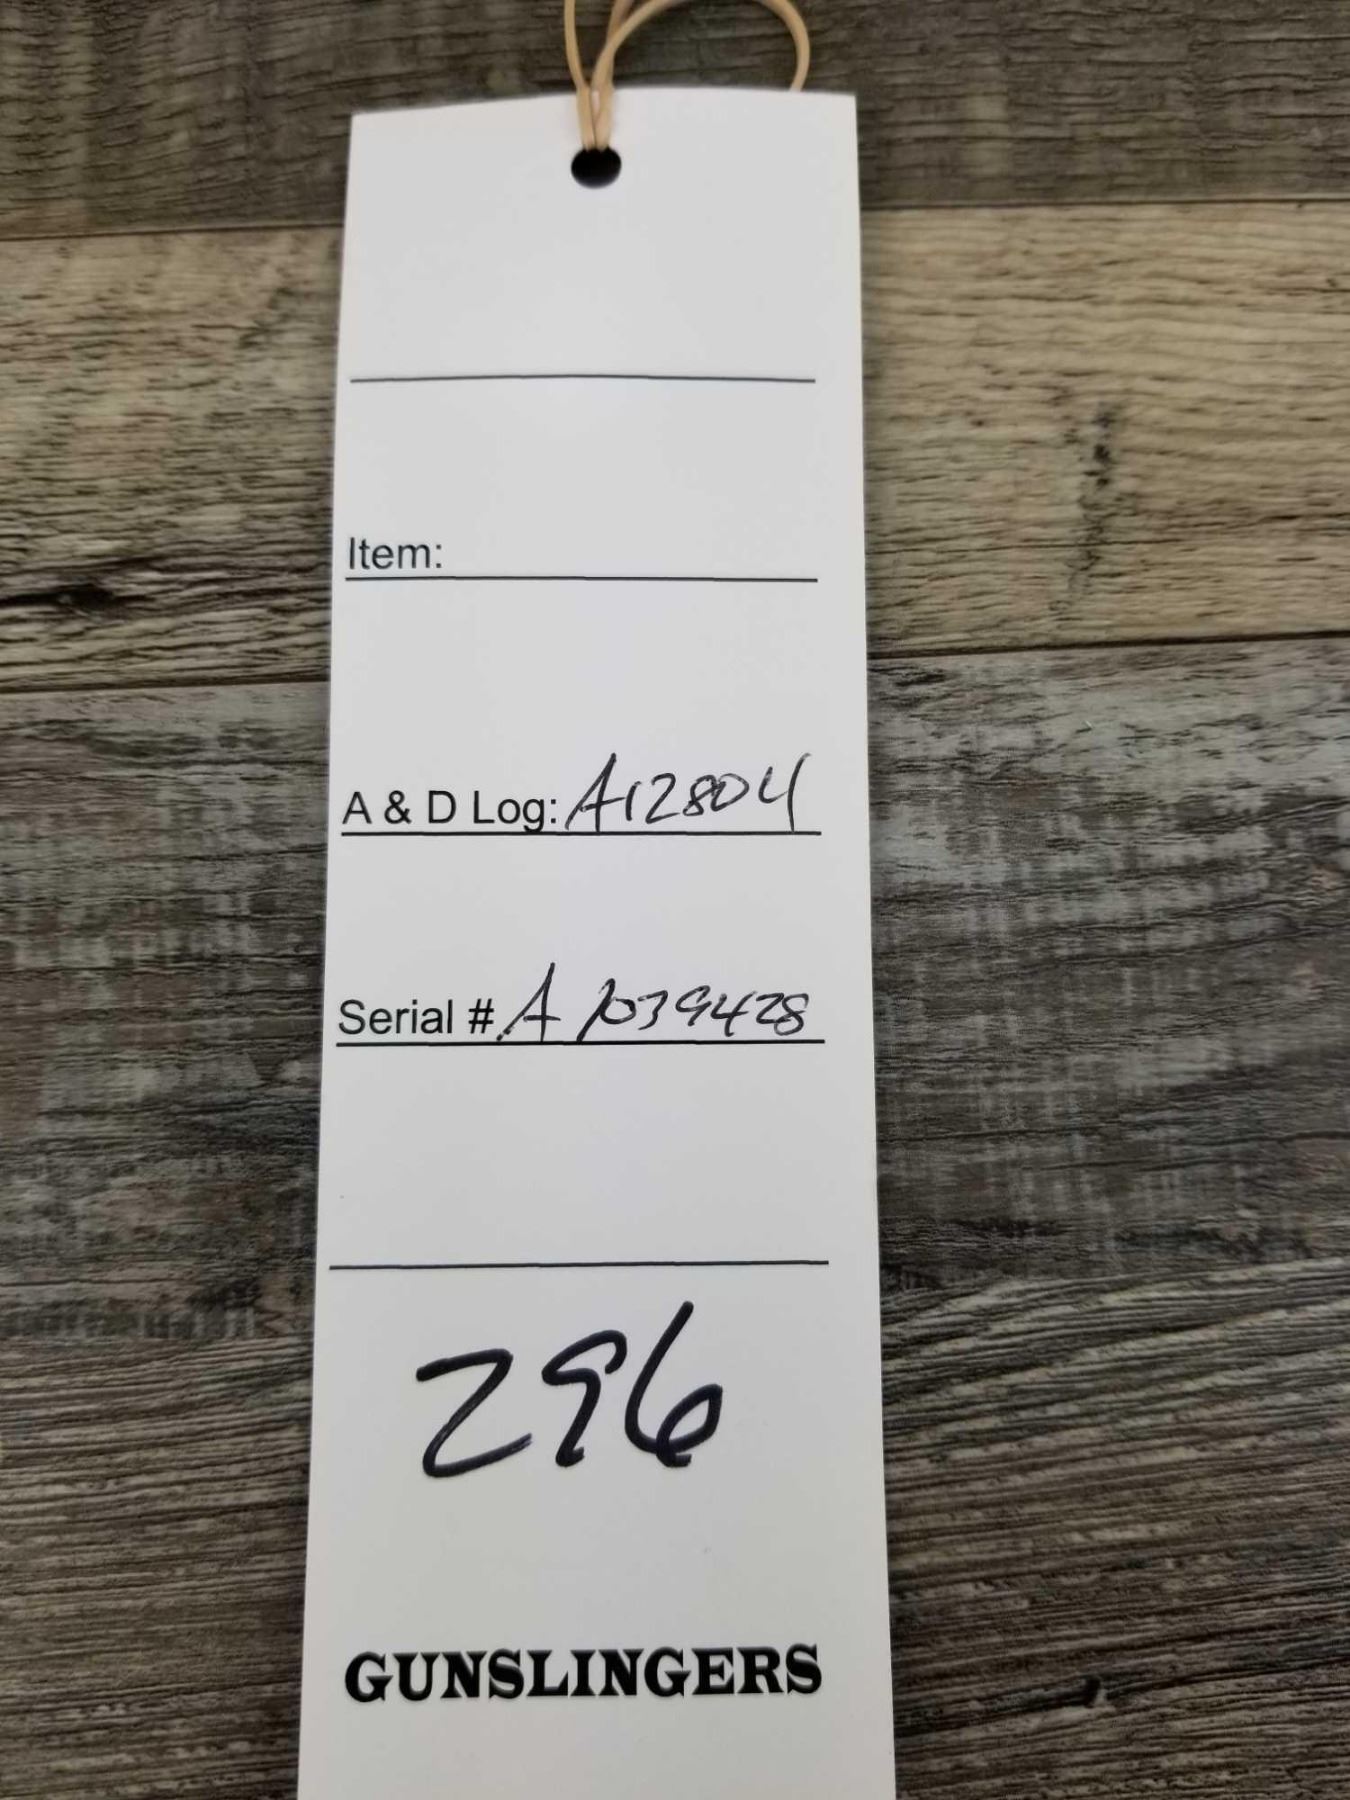 Item:
A & D Log: A12804
Serial # A 1039428
296
GUNSLINGERS